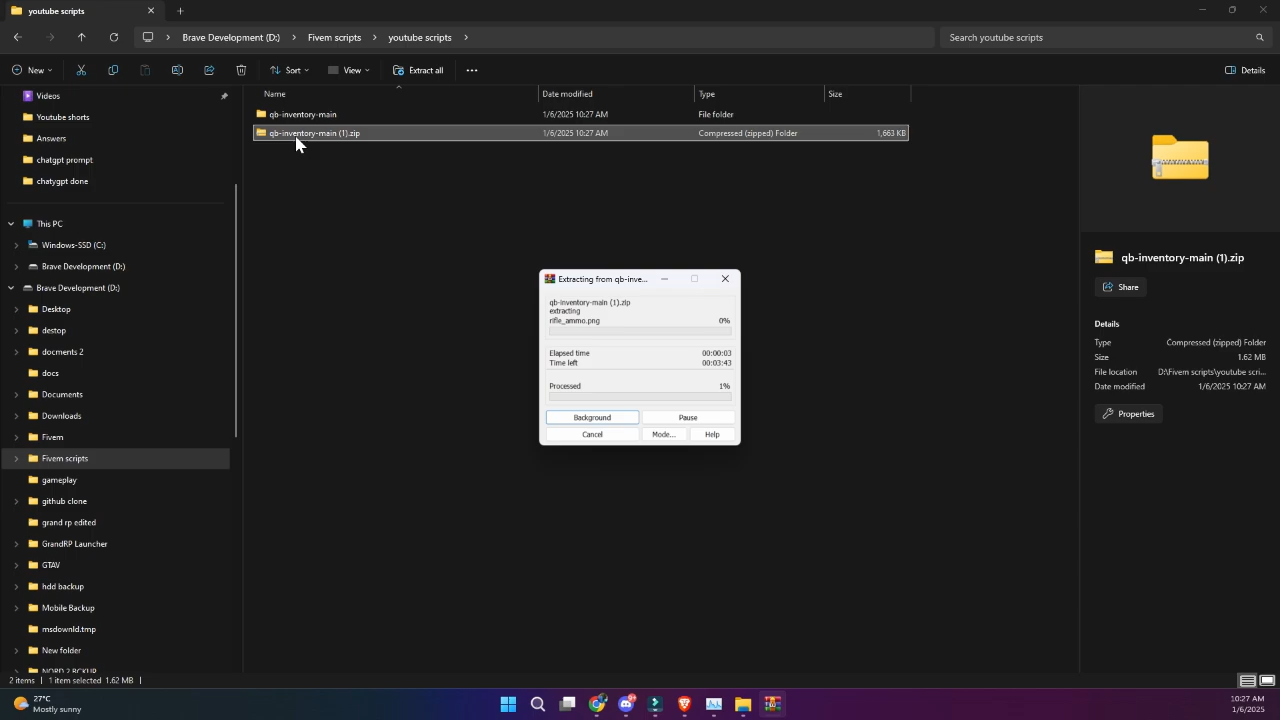 youtube scripts
Brave Development (D:) > Fivem scripts > youtube scripts >
Search youtube scripts
New
Sort
View
Extract all
Details
Videos
Youtube shorts
Answers
chatgpt prompt
chatygpt done
This PC
Windows-SSD (C:)
Brave Development (D:)
Brave Development (D:)
Desktop
destop
docments 2
docs
Documents
Downloads
Fivem
Fivem scripts
gameplay
github clone
grand rp edited
GrandRP Launcher
GTAV
hdd backup
Mobile Backup
msdownld.tmp
New folder
NORD 2 BCKUP
Name Date modified Type Size
qb-inventory-main 1/6/2025 10:27 AM File folder
qb-inventory-main (1).zip 1/6/2025 10:27 AM Compressed (zipped) Folder 1,663 KB
Extracting from qb-inve...
qb-inventory-main (1).zip
extracting
rifle_ammo.png 0%
Elapsed time 00:00:03
Time left 00:03:43
Processed 1%
Background Pause
Cancel Mode... Help
qb-inventory-main (1).zip
Share
Details
Type Compressed (zipped) Folder
Size 1.62 MB
File location D:\Fivem scripts\youtube scri...
Date modified 1/6/2025 10:27 AM
Properties
2 items 1 item selected 1.62 MB
27°C
Mostly sunny
10:27 AM
1/6/2025